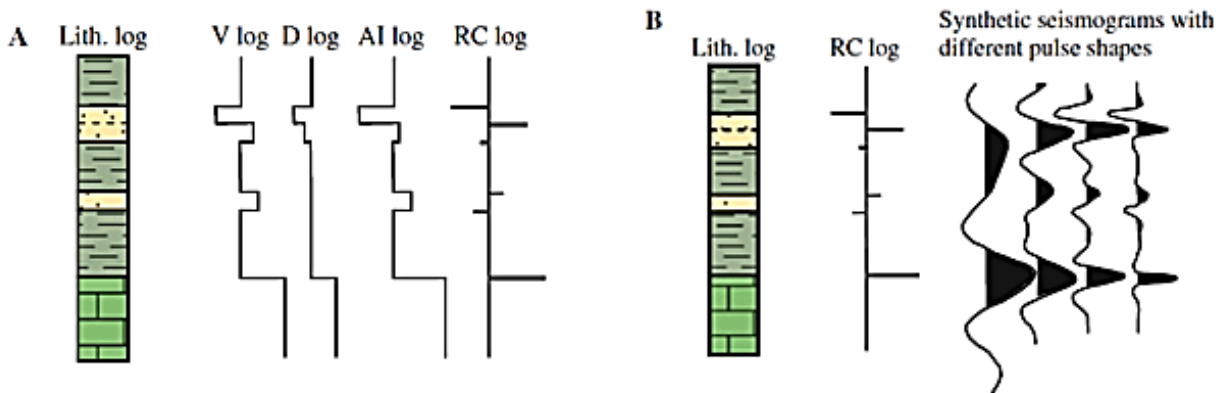 A
Lith. log
V log
D log
AI log
RC log
B
Lith. log
RC log
Synthetic seismograms with
different pulse shapes